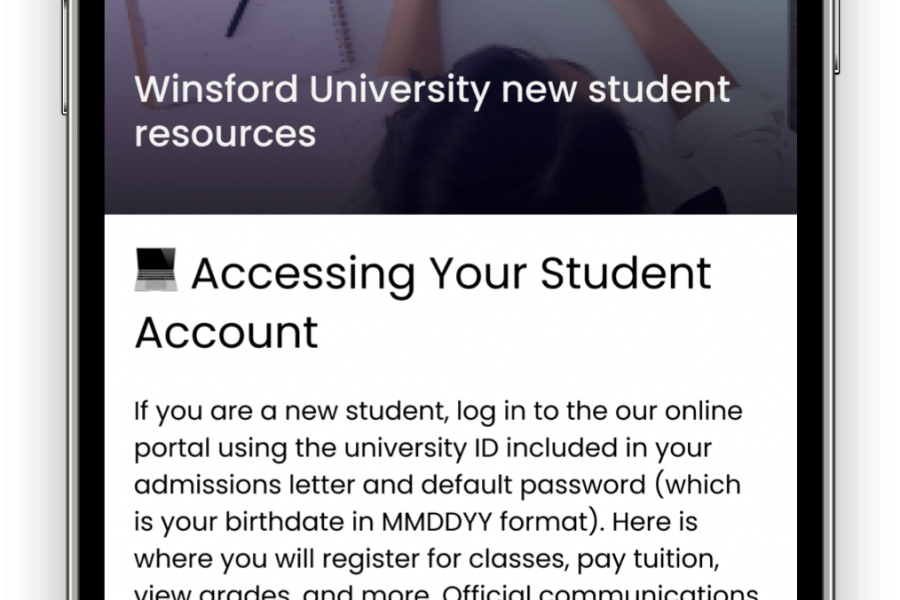 Winsford University new student
resources
Accessing Your Student
Account
If you are a new student, log in to the our online
portal using the university ID included in your
admissions letter and default password (which
is your birthdate in MMDDYY format). Here is
where you will register for classes, pay tuition,
view grades, and more. Official communications